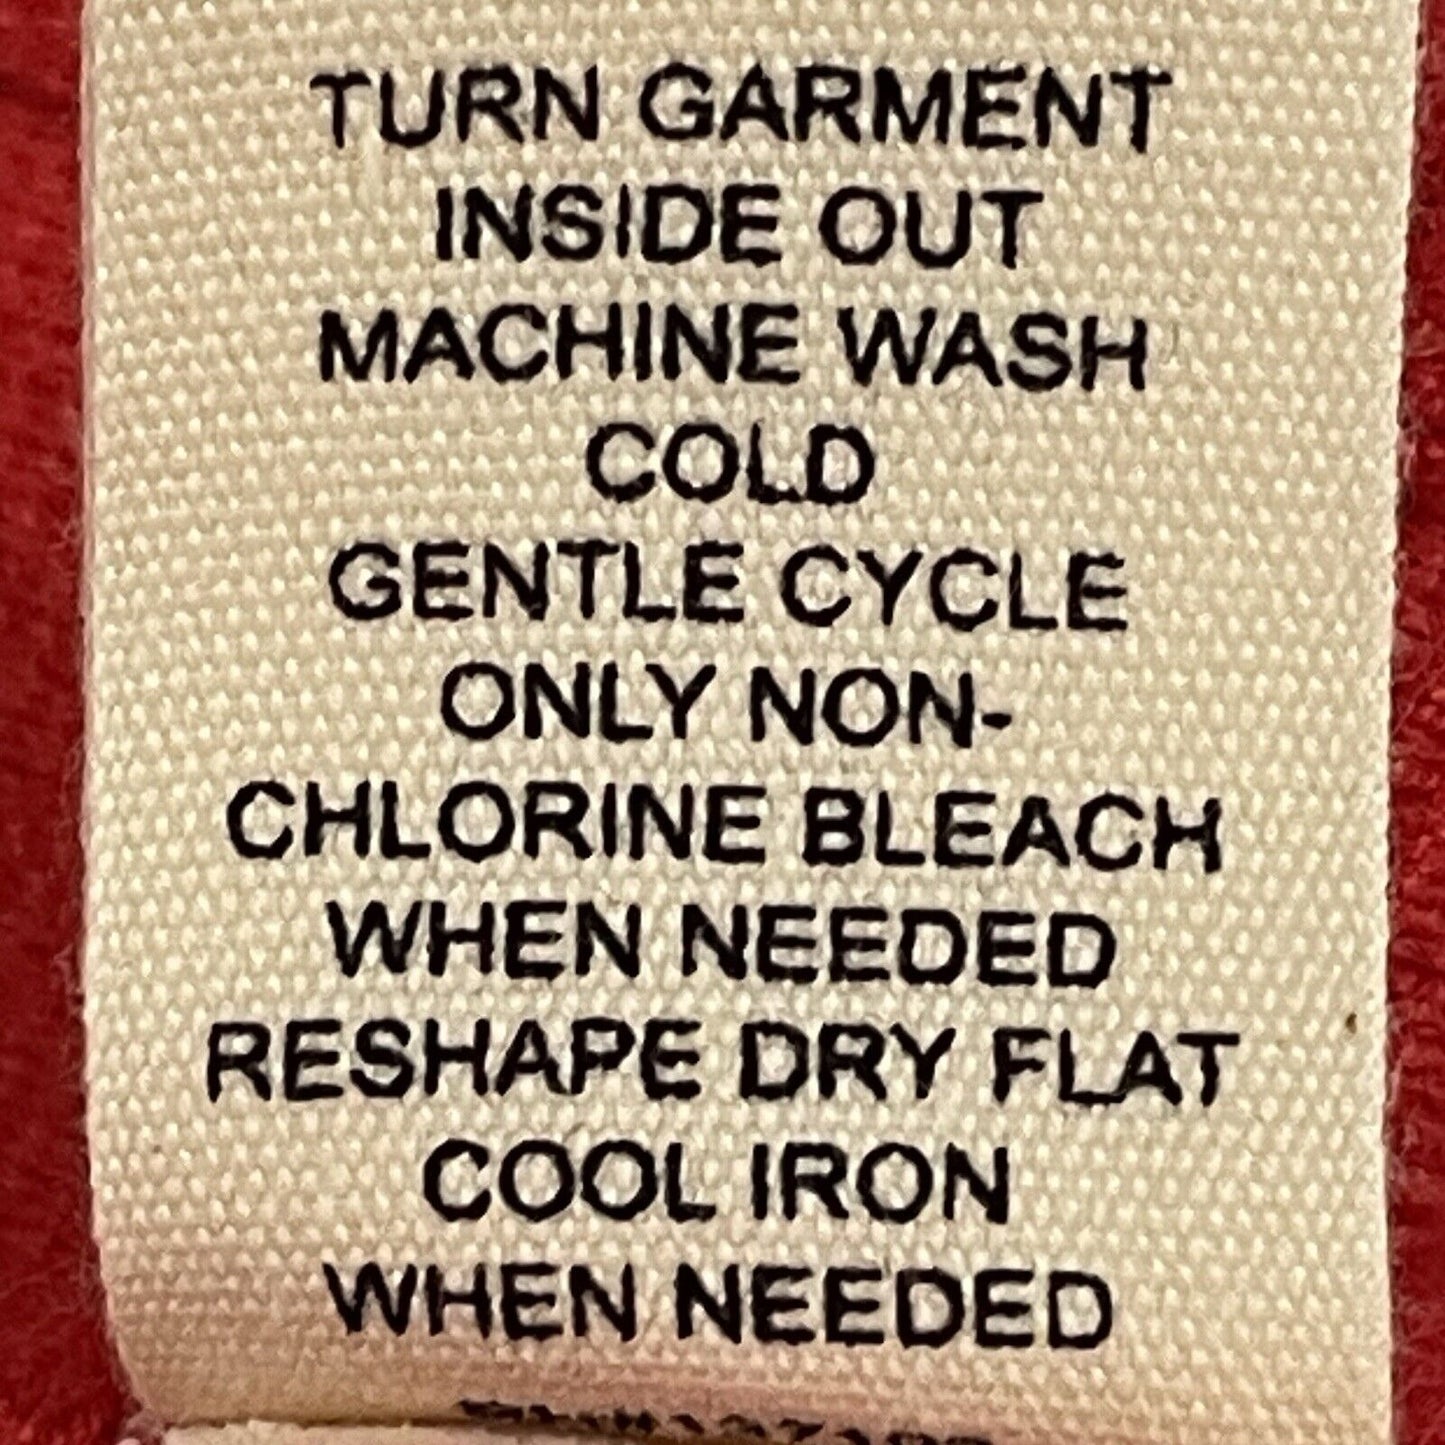 TURN GARMENT
INSIDE OUT
MACHINE WASH
COLD
GENTLE CYCLE
ONLY NON-
CHLORINE BLEACH
WHEN NEEDED
RESHAPE DRY FLAT
COOL IRON
WHEN NEEDED